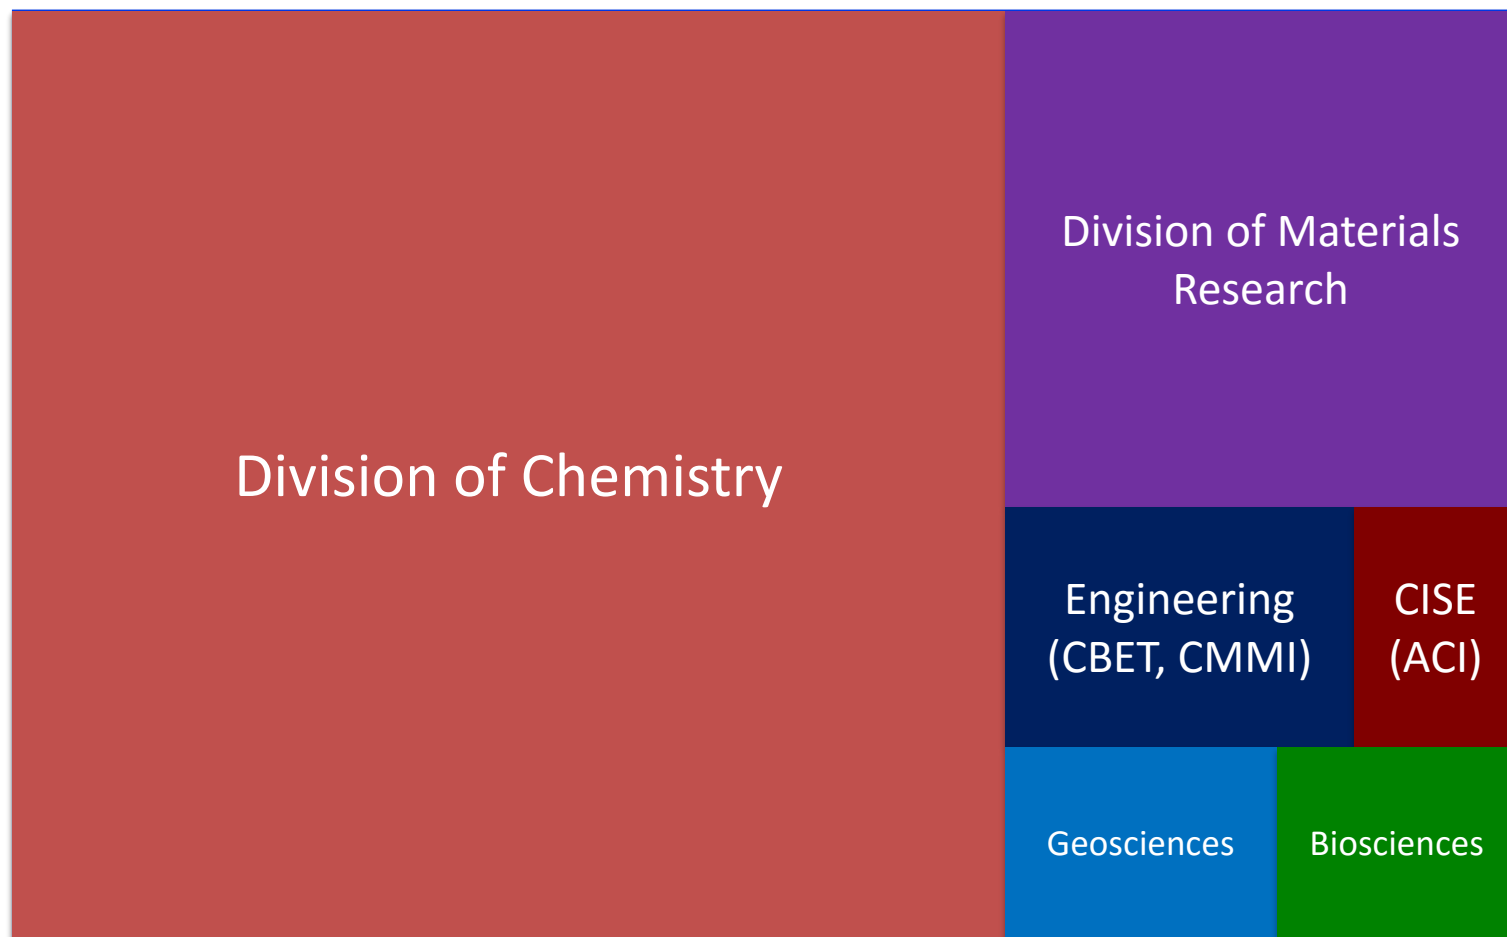 Division of Materials
Research
Division of Chemistry
Engineering
(CBET, CMMI)
CISE
(ACI)
Geosciences
Biosciences